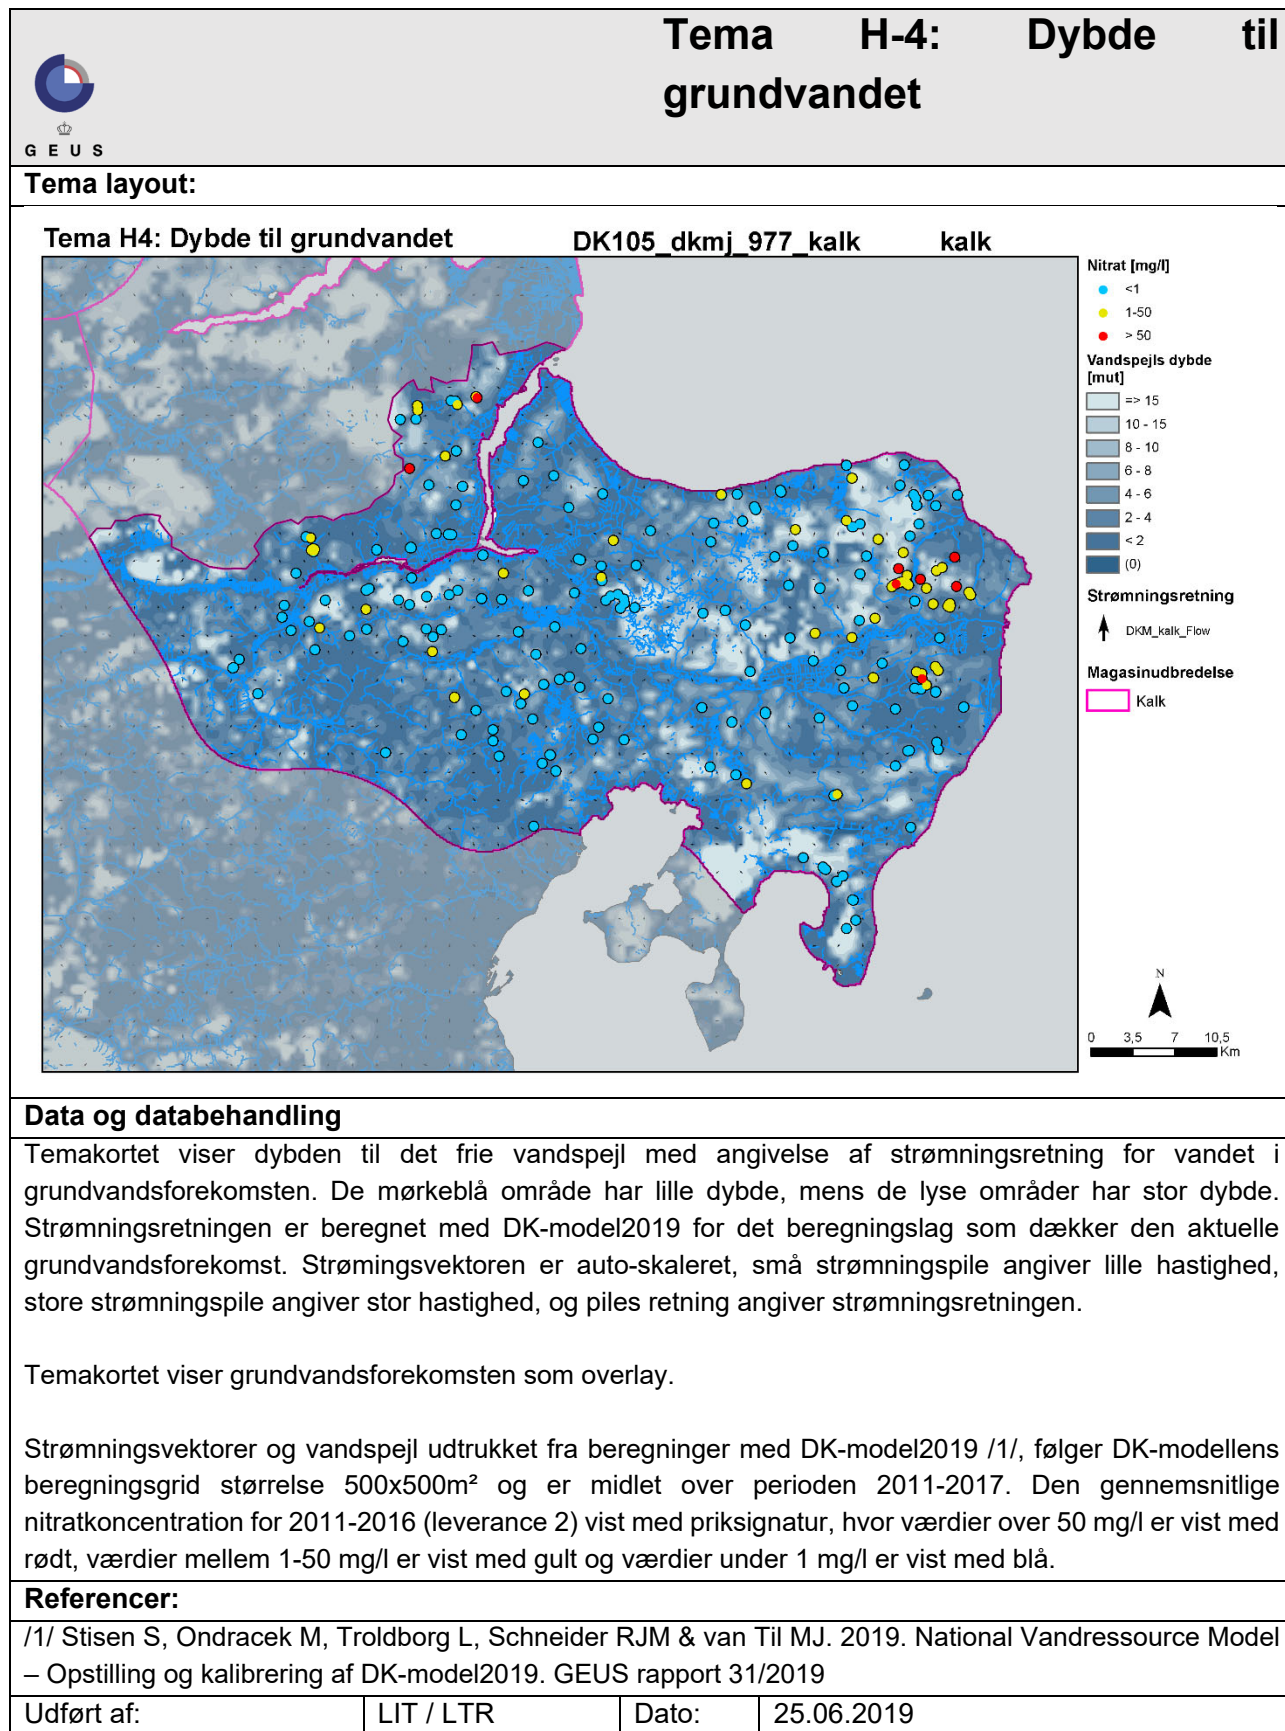 Tema H-4: Dybde til
grundvandet
GEUS
Tema layout:
Tema H4: Dybde til grundvandet
DK105_dkmj_977_kalk
kalk
Nitrat [mg/l]
<1
1-50
> 50
Vandspejls dybde
[mut]
=> 15
10 - 15
8 - 10
6 - 8
4 - 6
2 - 4
< 2
(0)
Strømningsretning
DKM_kalk_Flow
Magasinudbredelse
Kalk
N
0 3,5 7 10,5
Km
Data og databehandling
Temakortet viser dybden til det frie vandspejl med angivelse af strømningsretning for vandet i
grundvandsforekomsten. De mørkeblå område har lille dybde, mens de lyse områder har stor dybde.
Strømningsretningen er beregnet med DK-model2019 for det beregningslag som dækker den aktuelle
grundvandsforekomst. Strømingsvektoren er auto-skaleret, små strømningspile angiver lille hastighed,
store strømningspile angiver stor hastighed, og piles retning angiver strømningsretningen.
Temakortet viser grundvandsforekomsten som overlay.
Strømningsvektorer og vandspejl udtrukket fra beregninger med DK-model2019 /1/, følger DK-modellens
beregningsgrid størrelse 500x500m² og er midlet over perioden 2011-2017. Den gennemsnitlige
nitratkoncentration for 2011-2016 (leverance 2) vist med priksignatur, hvor værdier over 50 mg/l er vist med
rødt, værdier mellem 1-50 mg/l er vist med gult og værdier under 1 mg/l er vist med blå.
Referencer:
/1/ Stisen S, Ondracek M, Troldborg L, Schneider RJM & van Til MJ. 2019. National Vandressource Model
– Opstilling og kalibrering af DK-model2019. GEUS rapport 31/2019
Udført af: LIT / LTR Dato: 25.06.2019